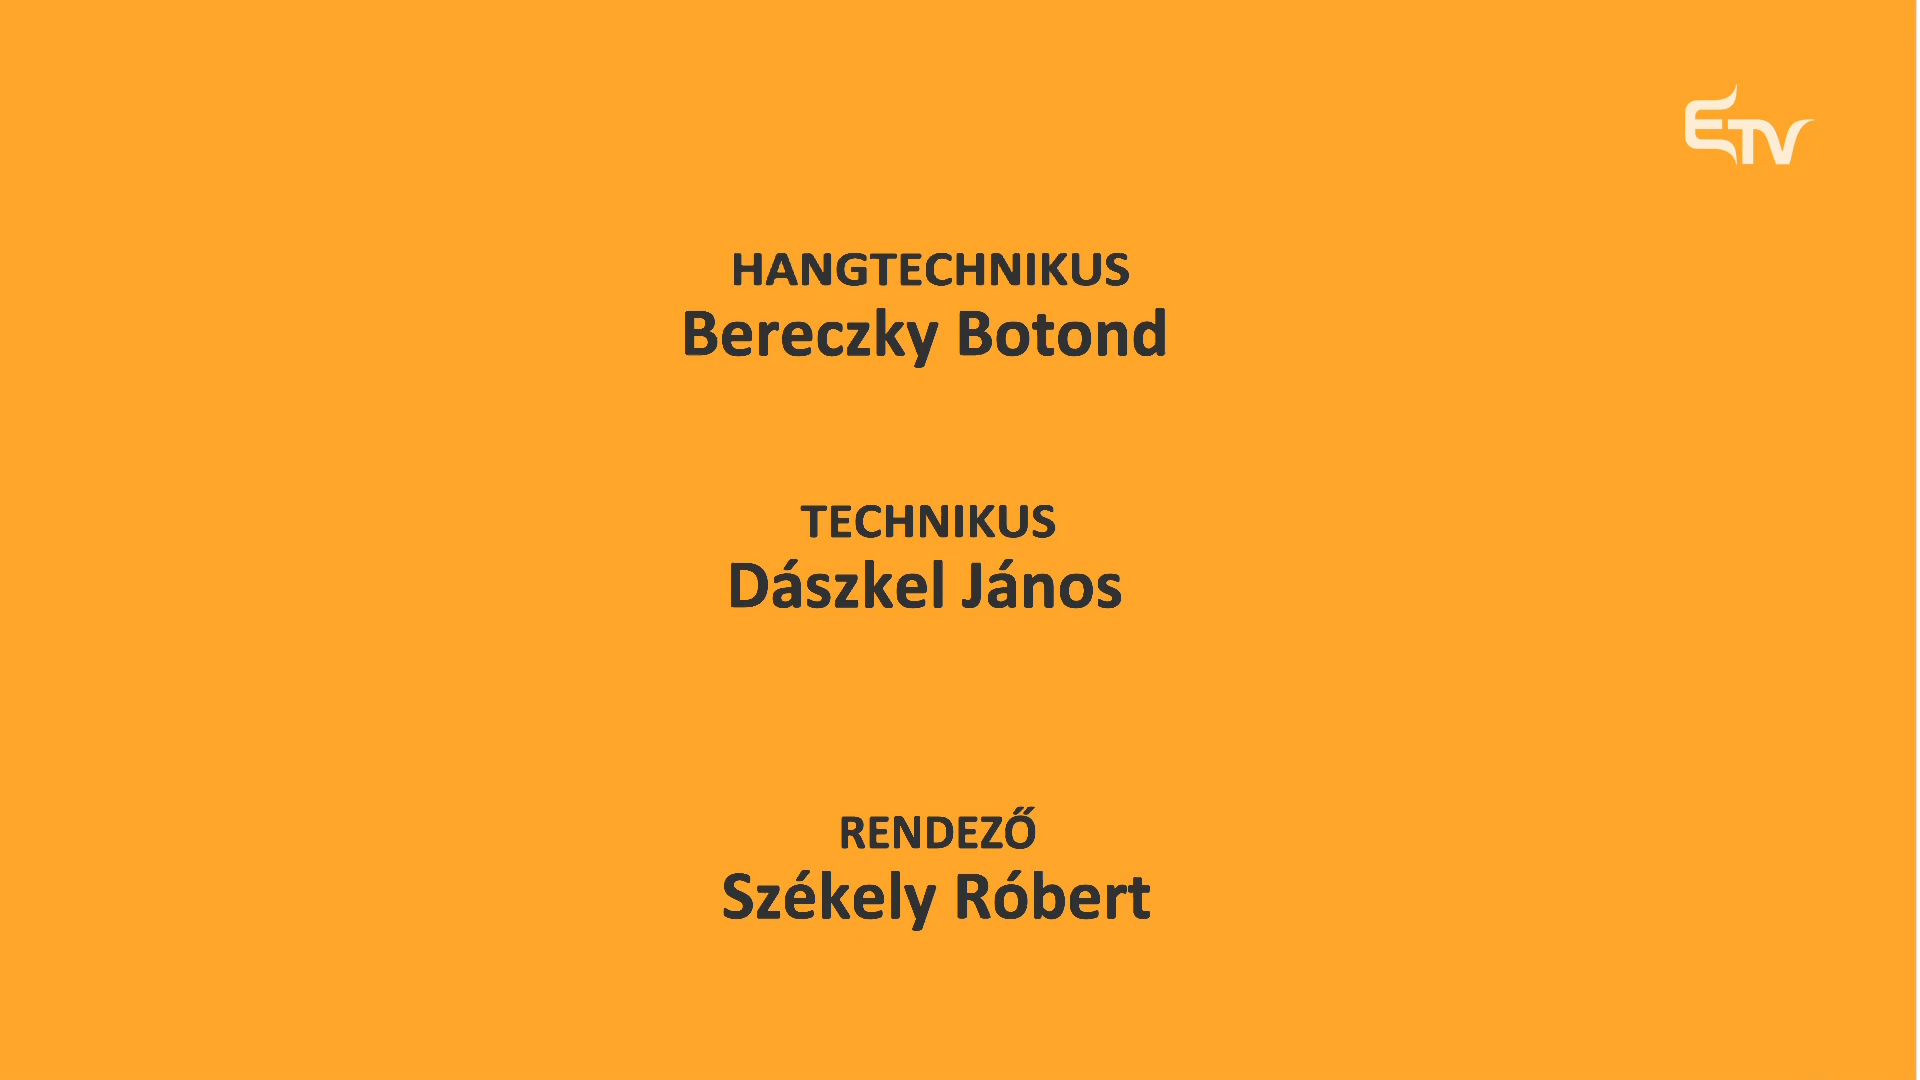 ETV
HANGTECHNIKUS
Bereczky Botond
TECHNIKUS
Dászkel János
RENDEZŐ
Székely Róbert